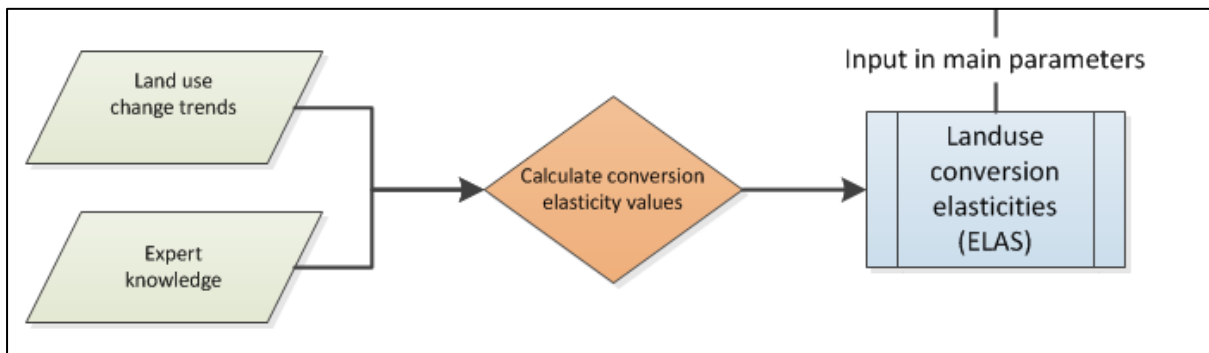 Land use
change trends
Expert
knowledge
Calculate conversion
elasticity values
Input in main parameters
Landuse
conversion
elasticities
(ELAS)